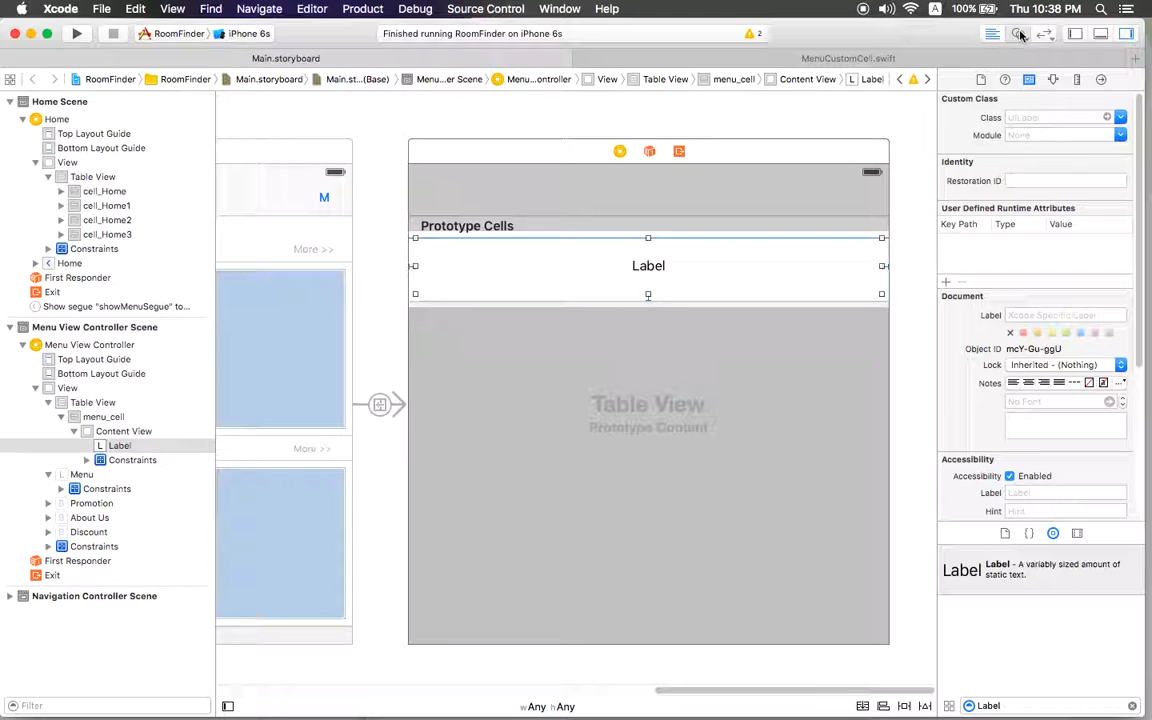 Xcode File Edit View Find Navigate Editor Product Debug Source Control Window Help A 100% Thu 10:38 PM
RoomFinder iPhone 6s Finished running RoomFinder on iPhone 6s 2
Main.storyboard MenuCustomCell.swift
RoomFinder RoomFinder Main.storyboard Main.st...(Base) Menu...er Scene Menu...ontroller View Table View menu_cell Content View L Label
Home Scene
Home
Top Layout Guide
Bottom Layout Guide
View
Table View
cell_Home
cell_Home1
cell_Home2
cell_Home3
Constraints
Home
First Responder
Exit
Show segue "showMenuSegue" to...
Menu View Controller Scene
Menu View Controller
Top Layout Guide
Bottom Layout Guide
View
Table View
menu_cell
Content View
L Label
Constraints
L Menu
Constraints
B Promotion
B About Us
B Discount
Constraints
First Responder
Exit
Navigation Controller Scene
Filter
M
More >>
More >>
Prototype Cells
Label
Table View
Prototype Content
wAny hAny
Custom Class
Class UILabel
Module None
Identity
Restoration ID
User Defined Runtime Attributes
Key Path Type Value
Document
Label Xcode Specific Label
Object ID mcY-Gu-ggU
Lock Inherited - (Nothing)
Notes
No Font
Accessibility
Accessibility Enabled
Label Label
Hint Hint
Label Label - A variably sized amount of
static text.
Label